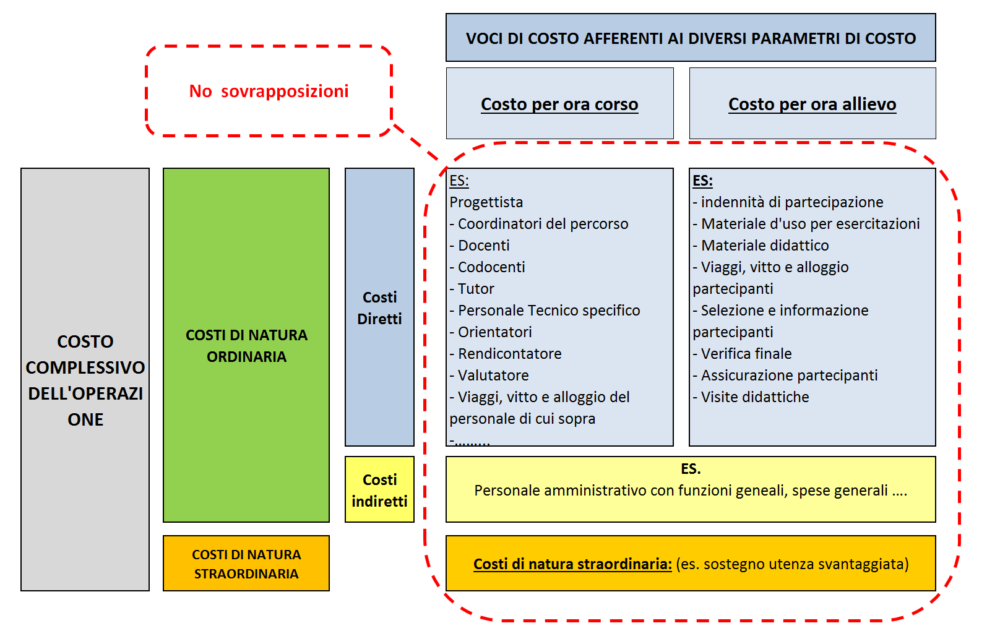 VOCI DI COSTO AFFERENTI AI DIVERSI PARAMETRI DI COSTO
No sovrapposizioni
Costo per ora corso
Costo per ora allievo
COSTO
COMPLESSIVO
DELL'OPERAZI
ONE
COSTI DI NATURA
ORDINARIA
Costi
Diretti
ES:
Progettista
- Coordinatori del percorso
- Docenti
- Codocenti
- Tutor
- Personale Tecnico specifico
- Orientatori
- Rendicontatore
- Valutatore
- Viaggi, vitto e alloggio del
personale di cui sopra
-.........
ES:
- indennità di partecipazione
- Materiale d'uso per esercitazioni
- Materiale didattico
- Viaggi, vitto e alloggio
partecipanti
- Selezione e informazione
partecipanti
- Verifica finale
- Assicurazione partecipanti
- Visite didattiche
Costi
indiretti
ES.
Personale amministrativo con funzioni geneali, spese generali ....
COSTI DI NATURA
STRAORDINARIA
Costi di natura straordinaria: (es. sostegno utenza svantaggiata)